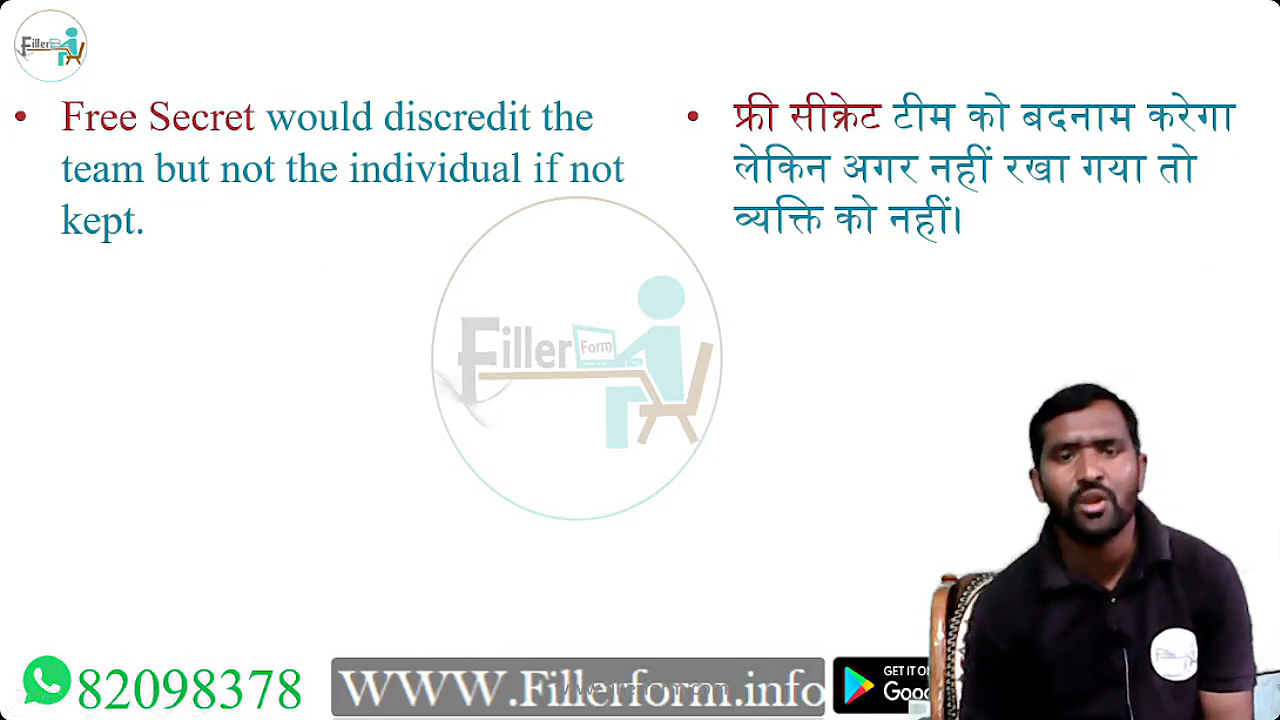 Filler
Free Secret would discredit the
team but not the individual if not
kept.
फ्री सीक्रेट टीम को बदनाम करेगा
लेकिन अगर नहीं रखा गया तो
व्यक्ति को नहीं।
Filler Form
82098378
WWW.Fillerform.info
GET IT ON
Goo